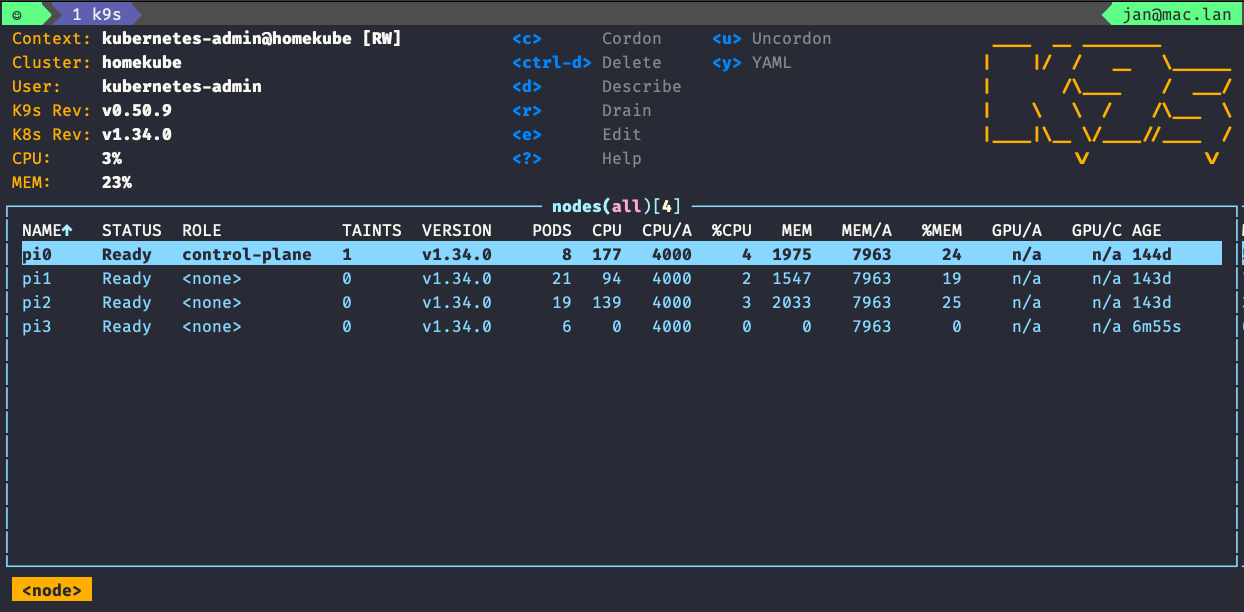 ☺ 1 k9s jan@mac.lan
Context: kubernetes-admin@homekube [RW] <c> Cordon <u> Uncordon
Cluster: homekube <ctrl-d> Delete <y> YAML
User: kubernetes-admin <d> Describe
K9s Rev: v0.50.9 <r> Drain
K8s Rev: v1.34.0 <e> Edit
CPU: 3% <?> Help
MEM: 23%
nodes(all)[4]
NAME↑ STATUS ROLE TAINTS VERSION PODS CPU CPU/A %CPU MEM MEM/A %MEM GPU/A GPU/C AGE
pi0 Ready control-plane 1 v1.34.0 8 177 4000 4 1975 7963 24 n/a n/a 144d
pi1 Ready <none> 0 v1.34.0 21 94 4000 2 1547 7963 19 n/a n/a 143d
pi2 Ready <none> 0 v1.34.0 19 139 4000 3 2033 7963 25 n/a n/a 143d
pi3 Ready <none> 0 v1.34.0 6 0 4000 0 0 7963 0 n/a n/a 6m55s
<node>